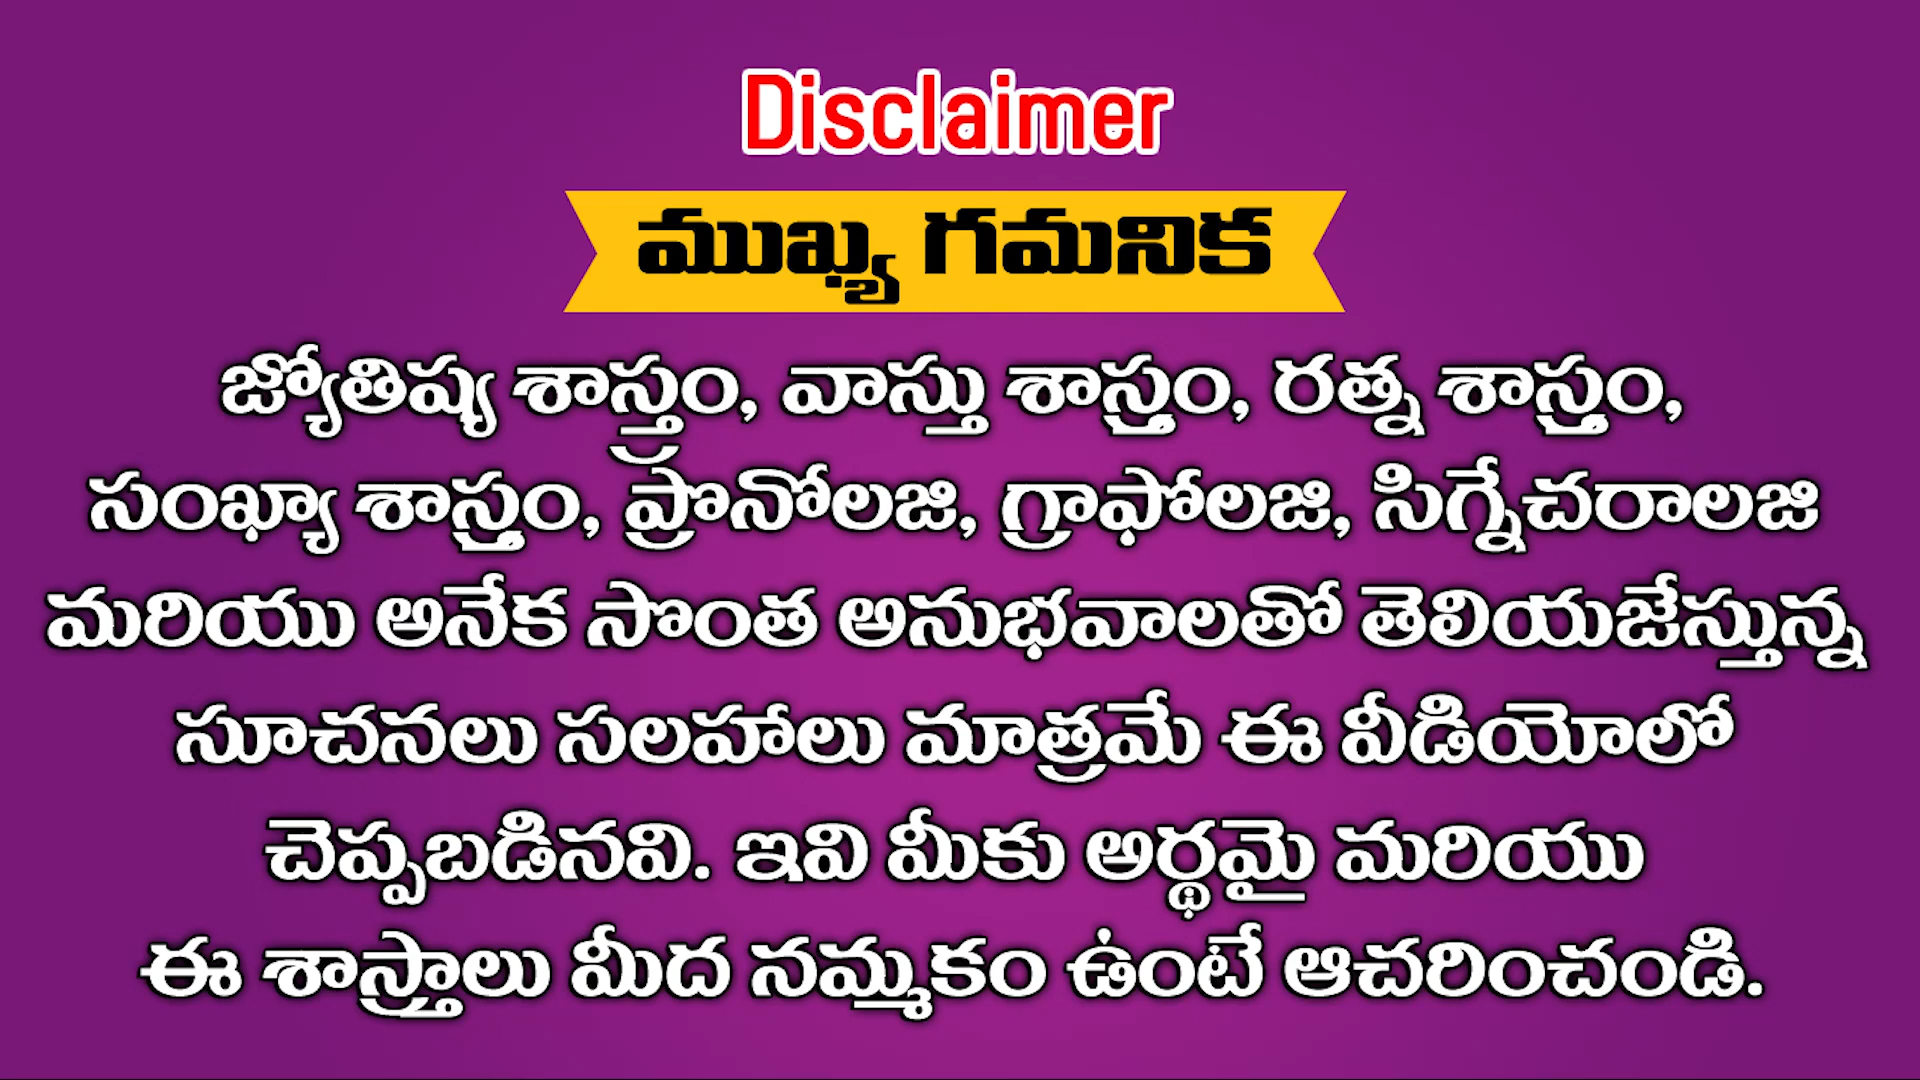 Disclaimer
ముఖ్య గమనిక
జ్యోతిష్య శాస్త్రం, వాస్తు శాస్త్రం, రత్న శాస్త్రం,
సంఖ్యా శాస్త్రం, ప్రొనోలజి, గ్రాఫోలజి, సిగ్నేచరాలజి
మరియు అనేక సొంత అనుభవాలతో తెలియజేస్తున్న
సూచనలు సలహాలు మాత్రమే ఈ వీడియోలో
చెప్పబడినవి. ఇవి మీకు అర్థమై మరియు
ఈ శాస్త్రాలు మీద నమ్మకం ఉంటే ఆచరించండి.